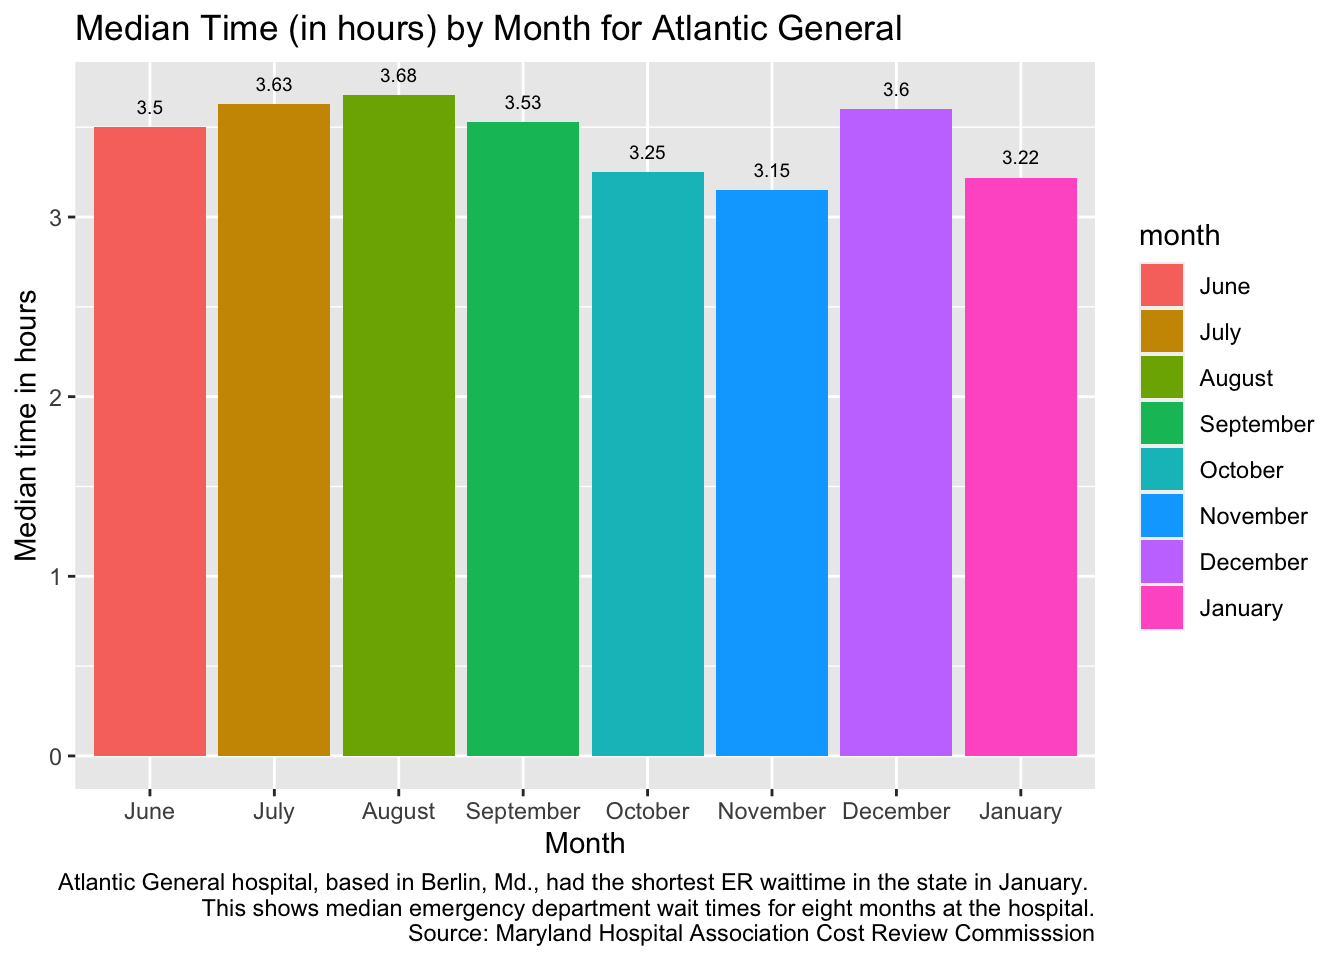 Median Time (in hours) by Month for Atlantic General
3.5
3.63
3.68
3.53
3.25
3.15
3.6
3.22
Median time in hours
3
2
1
0
June
July
August
September
October
November
December
January
Month
month
June
July
August
September
October
November
December
January
Atlantic General hospital, based in Berlin, Md., had the shortest ER waittime in the state in January.
This shows median emergency department wait times for eight months at the hospital.
Source: Maryland Hospital Association Cost Review Commisssion